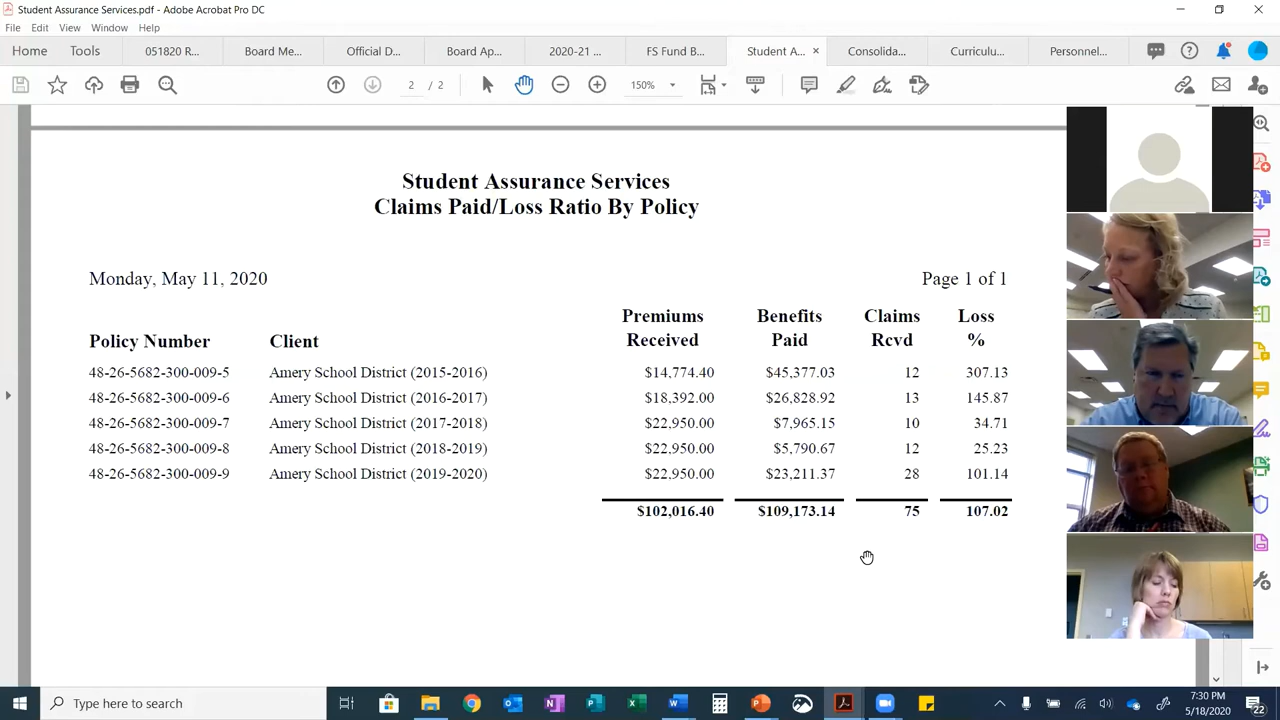 Student Assurance Services.pdf - Adobe Acrobat Pro DC
File Edit View Window Help
Home Tools 051820 R... Board Me... Official D... Board Ap... 2020-21 ... FS Fund B... Student A... × Consolida... Curriculu... Personnel...
2 / 2 150%
Student Assurance Services
Claims Paid/Loss Ratio By Policy
Monday, May 11, 2020 Page 1 of 1
Premiums Benefits Claims Loss
Policy Number Client Received Paid Rcvd %
48-26-5682-300-009-5 Amery School District (2015-2016) $14,774.40 $45,377.03 12 307.13
48-26-5682-300-009-6 Amery School District (2016-2017) $18,392.00 $26,828.92 13 145.87
48-26-5682-300-009-7 Amery School District (2017-2018) $22,950.00 $7,965.15 10 34.71
48-26-5682-300-009-8 Amery School District (2018-2019) $22,950.00 $5,790.67 12 25.23
48-26-5682-300-009-9 Amery School District (2019-2020) $22,950.00 $23,211.37 28 101.14
$102,016.40 $109,173.14 75 107.02
Type here to search
7:30 PM
5/18/2020
22